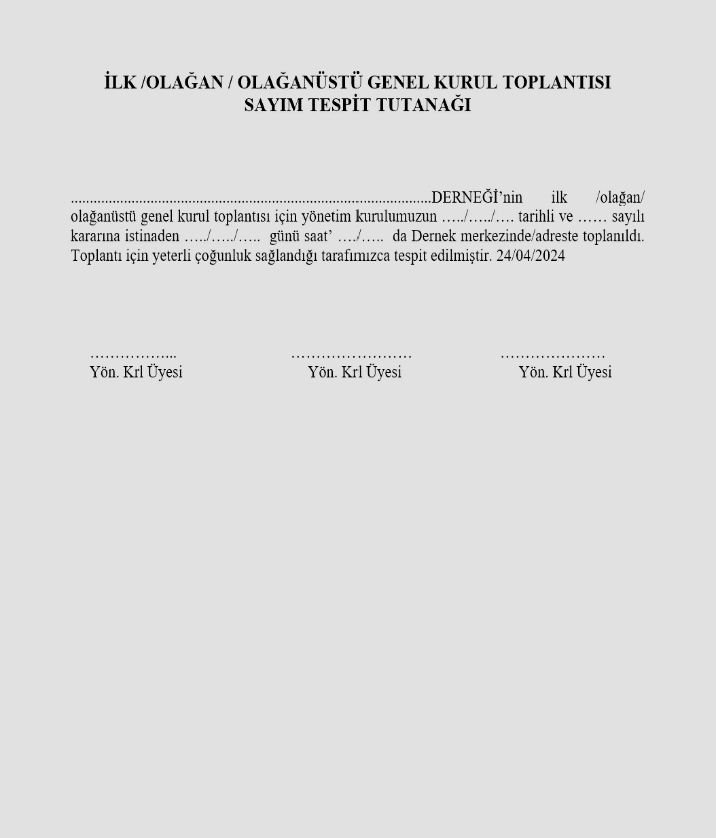 İLK /OLAĞAN / OLAĞANÜSTÜ GENEL KURUL TOPLANTISI
SAYIM TESPİT TUTANAĞI
................................................................................................DERNEĞİ’nin ilk /olağan/
olağanüstü genel kurul toplantısı için yönetim kurulumuzun …../…../…. tarihli ve …… sayılı
kararına istinaden …../…../….. günü saat’ …./….. da Dernek merkezinde/adreste toplanıldı.
Toplantı için yeterli çoğunluk sağlandığı tarafımızca tespit edilmiştir. 24/04/2024
……………... …………………… …………………
Yön. Krl Üyesi Yön. Krl Üyesi Yön. Krl Üyesi